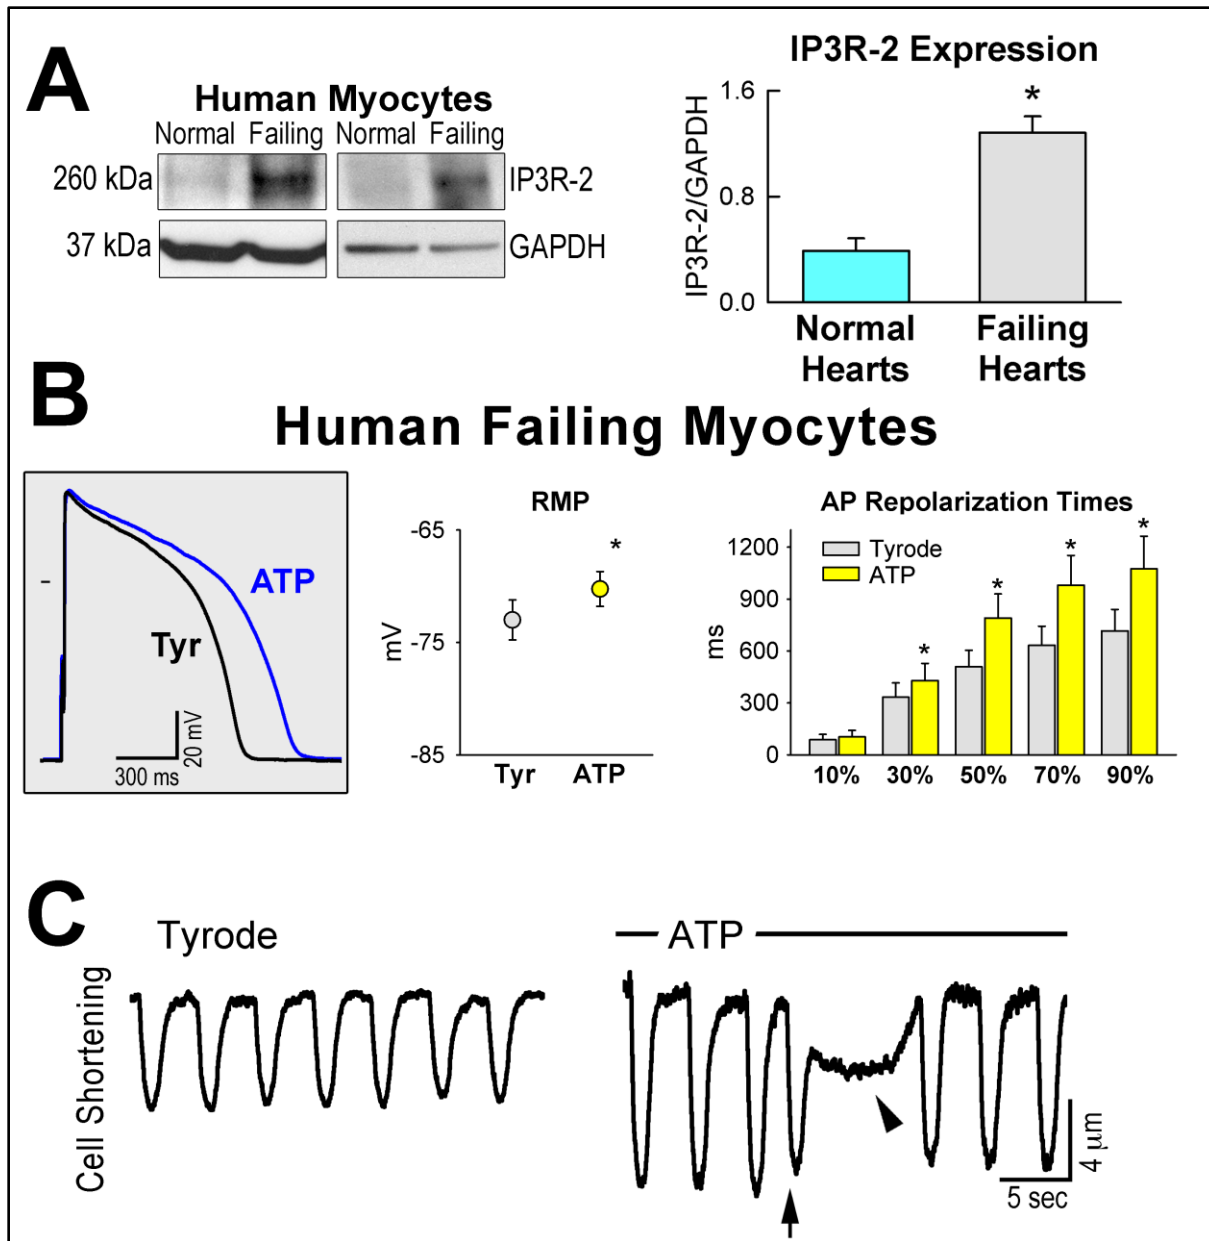 A
Human Myocytes
Normal Failing Normal Failing
260 kDa
IP3R-2
37 kDa
GAPDH
IP3R-2 Expression
IP3R-2/GAPDH
1.6
0.8
0.0
*
Normal Hearts
Failing Hearts
B
Human Failing Myocytes
ATP
Tyr
20 mV
300 ms
RMP
mV
-65
-75
-85
*
Tyr ATP
AP Repolarization Times
ms
1200
900
600
300
0
Tyrode
ATP
* * * *
10% 30% 50% 70% 90%
C
Cell Shortening
Tyrode
ATP
4 μm
5 sec